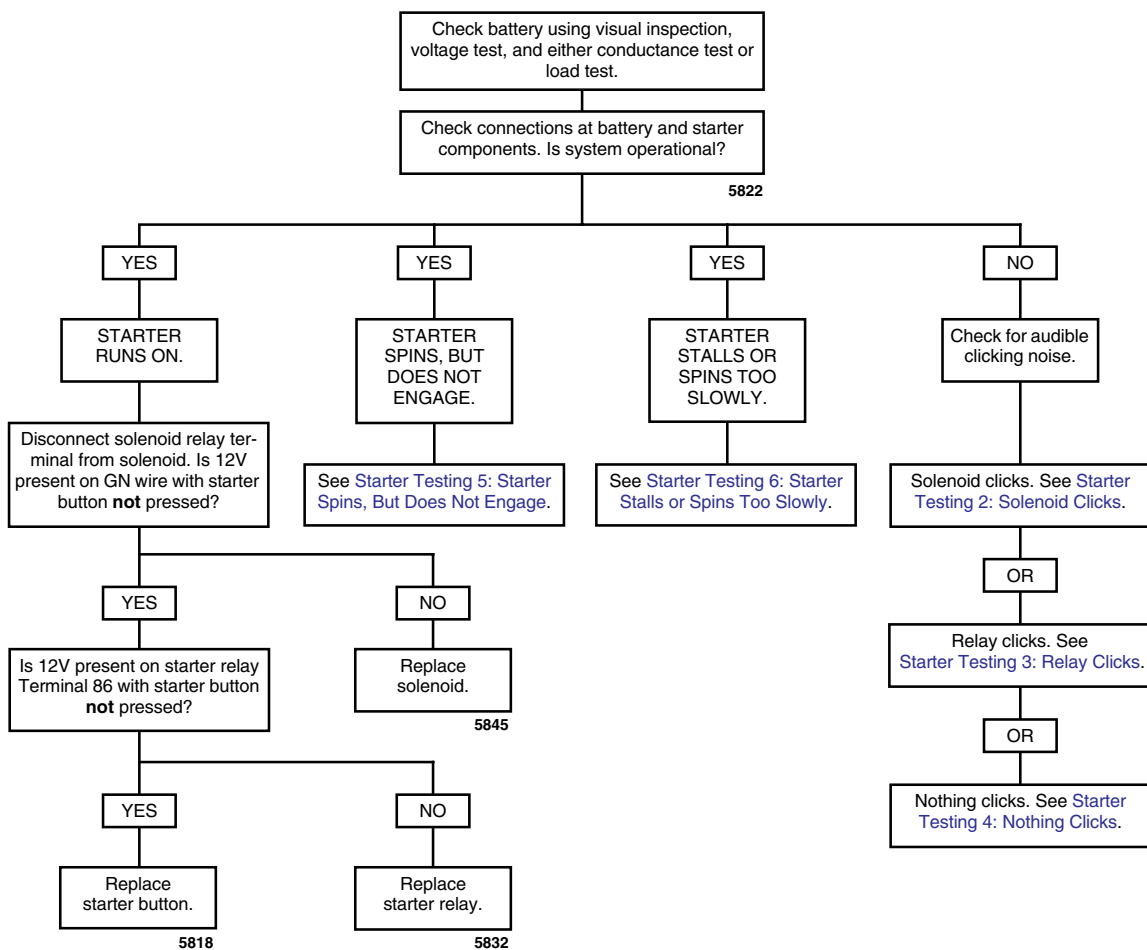 Check battery using visual inspection,
voltage test, and either conductance test or
load test.
Check connections at battery and starter
components. Is system operational?
5822
YES
YES
YES
NO
STARTER
RUNS ON.
STARTER
SPINS, BUT
DOES NOT
ENGAGE.
STARTER
STALLS OR
SPINS TOO
SLOWLY.
Check for audible
clicking noise.
Disconnect solenoid relay ter-
minal from solenoid. Is 12V
present on GN wire with starter
button not pressed?
See Starter Testing 5: Starter
Spins, But Does Not Engage.
See Starter Testing 6: Starter
Stalls or Spins Too Slowly.
Solenoid clicks. See Starter
Testing 2: Solenoid Clicks.
OR
YES
NO
Relay clicks. See
Starter Testing 3: Relay Clicks.
Is 12V present on starter relay
Terminal 86 with starter button
not pressed?
Replace
solenoid.
5845
OR
YES
NO
Nothing clicks. See Starter
Testing 4: Nothing Clicks.
Replace
starter button.
5818
Replace
starter relay.
5832